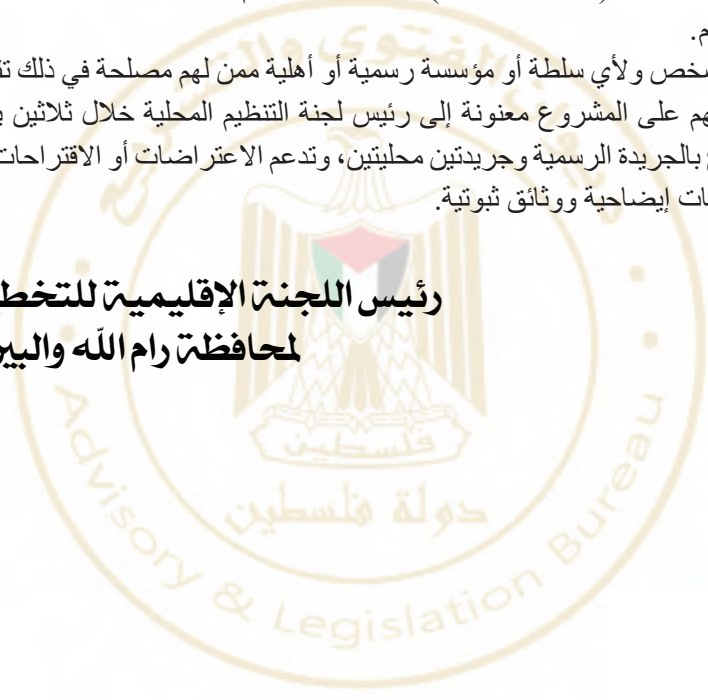 م.
شخص ولأي سلطة أو مؤسسة رسمية أو أهلية ممن لهم مصلحة في ذلك
هم على المشروع معنونة إلى رئيس لجنة التنظيم المحلية خلال ثلاثين
بالجريدة الرسمية وجريدتين محليتين، وتدعم الاعتراضات أو الاقتراحات
ات إيضاحية ووثائق ثبوتية.
رئيس اللجنة الإقليمية للتخط
لمحافظة رام الله والبير
فلسطين
دولة فلسطين
Advisory & Legislation Bureau